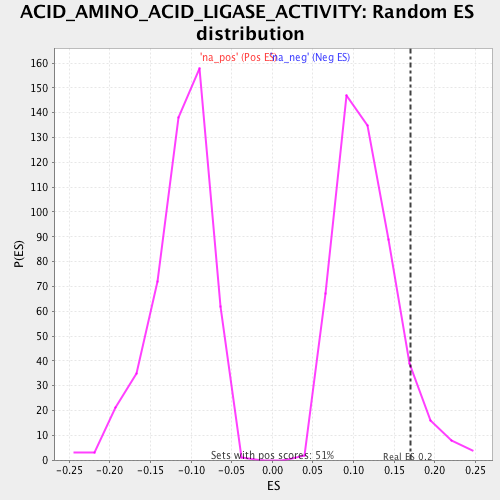 ACID_AMINO_ACID_LIGASE_ACTIVITY: Random ES
distribution
'na_pos' (Pos ES) 'na_neg' (Neg ES)
160
150
140
130
120
110
100
90
80
70
60
50
40
30
20
10
0
P(ES)
Sets with pos scores: 51%
Real ES 0.2
-0.25 -0.20 -0.15 -0.10 -0.05 0.00 0.05 0.10 0.15 0.20 0.25
ES